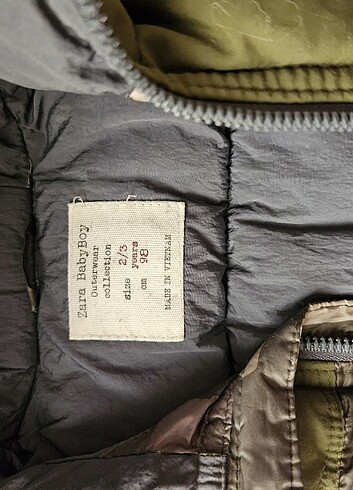 Zara BabyBoy
Outerwear
collection
size 2/3 years
cm 98
MADE IN VIETNAM